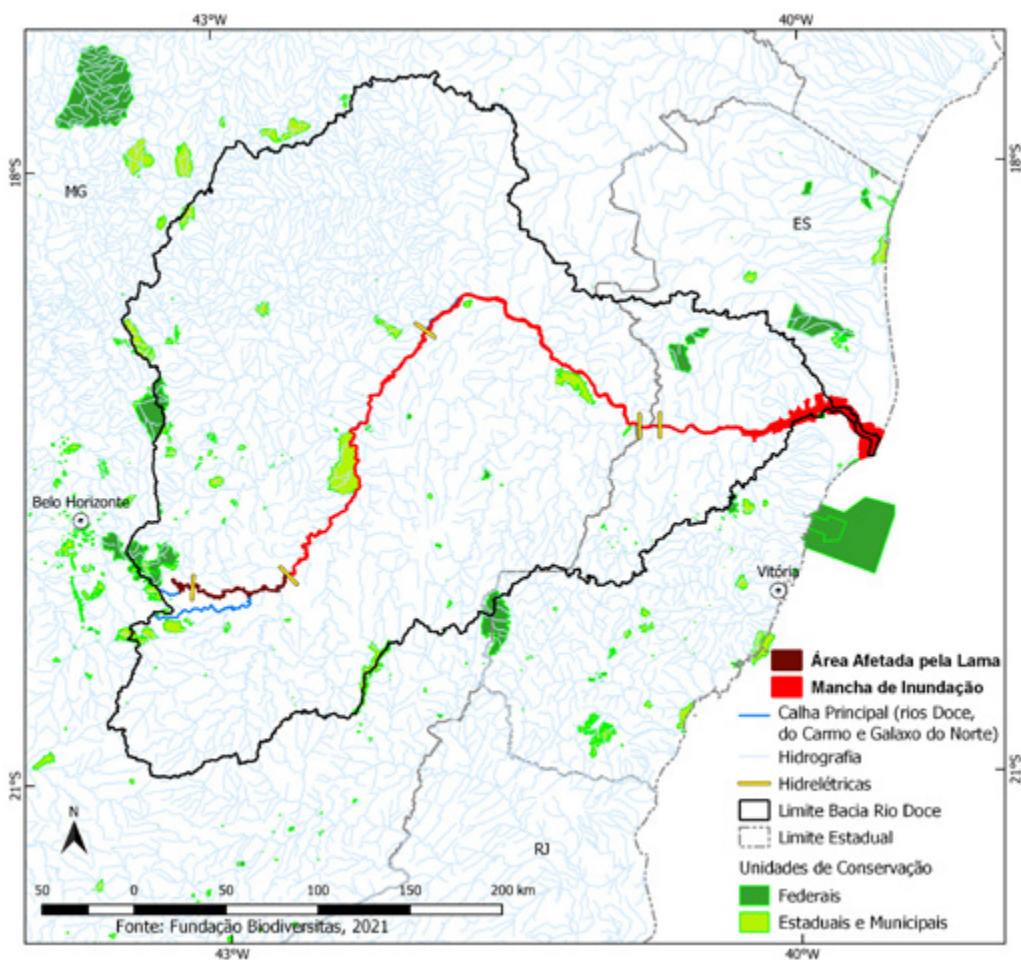 43°W
40°W
18°S
18°S
MG
ES
Belo Horizonte
Vitória
Área Afetada pela Lama
Mancha de Inundação
Calha Principal (rios Doce,
do Carmo e Galaxo do Norte)
Hidrografia
Hidrelétricas
Limite Bacia Rio Doce
Limite Estadual
Unidades de Conservação
Federais
Estaduais e Municipais
21°S
21°S
N
RJ
50 0 50 100 150 200 km
Fonte: Fundação Biodiversitas, 2021
43°W
40°W